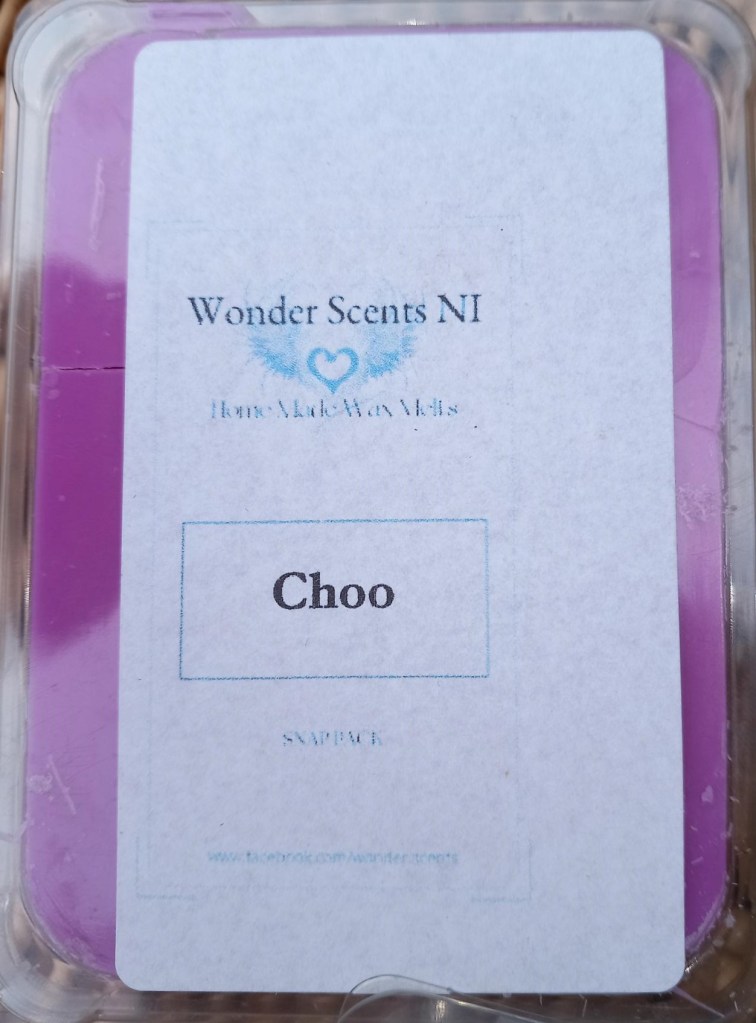 Wonder Scents NI
Home Made Wax Melts
Choo
SNAP PACK
www.facebook.com/wonder.scents